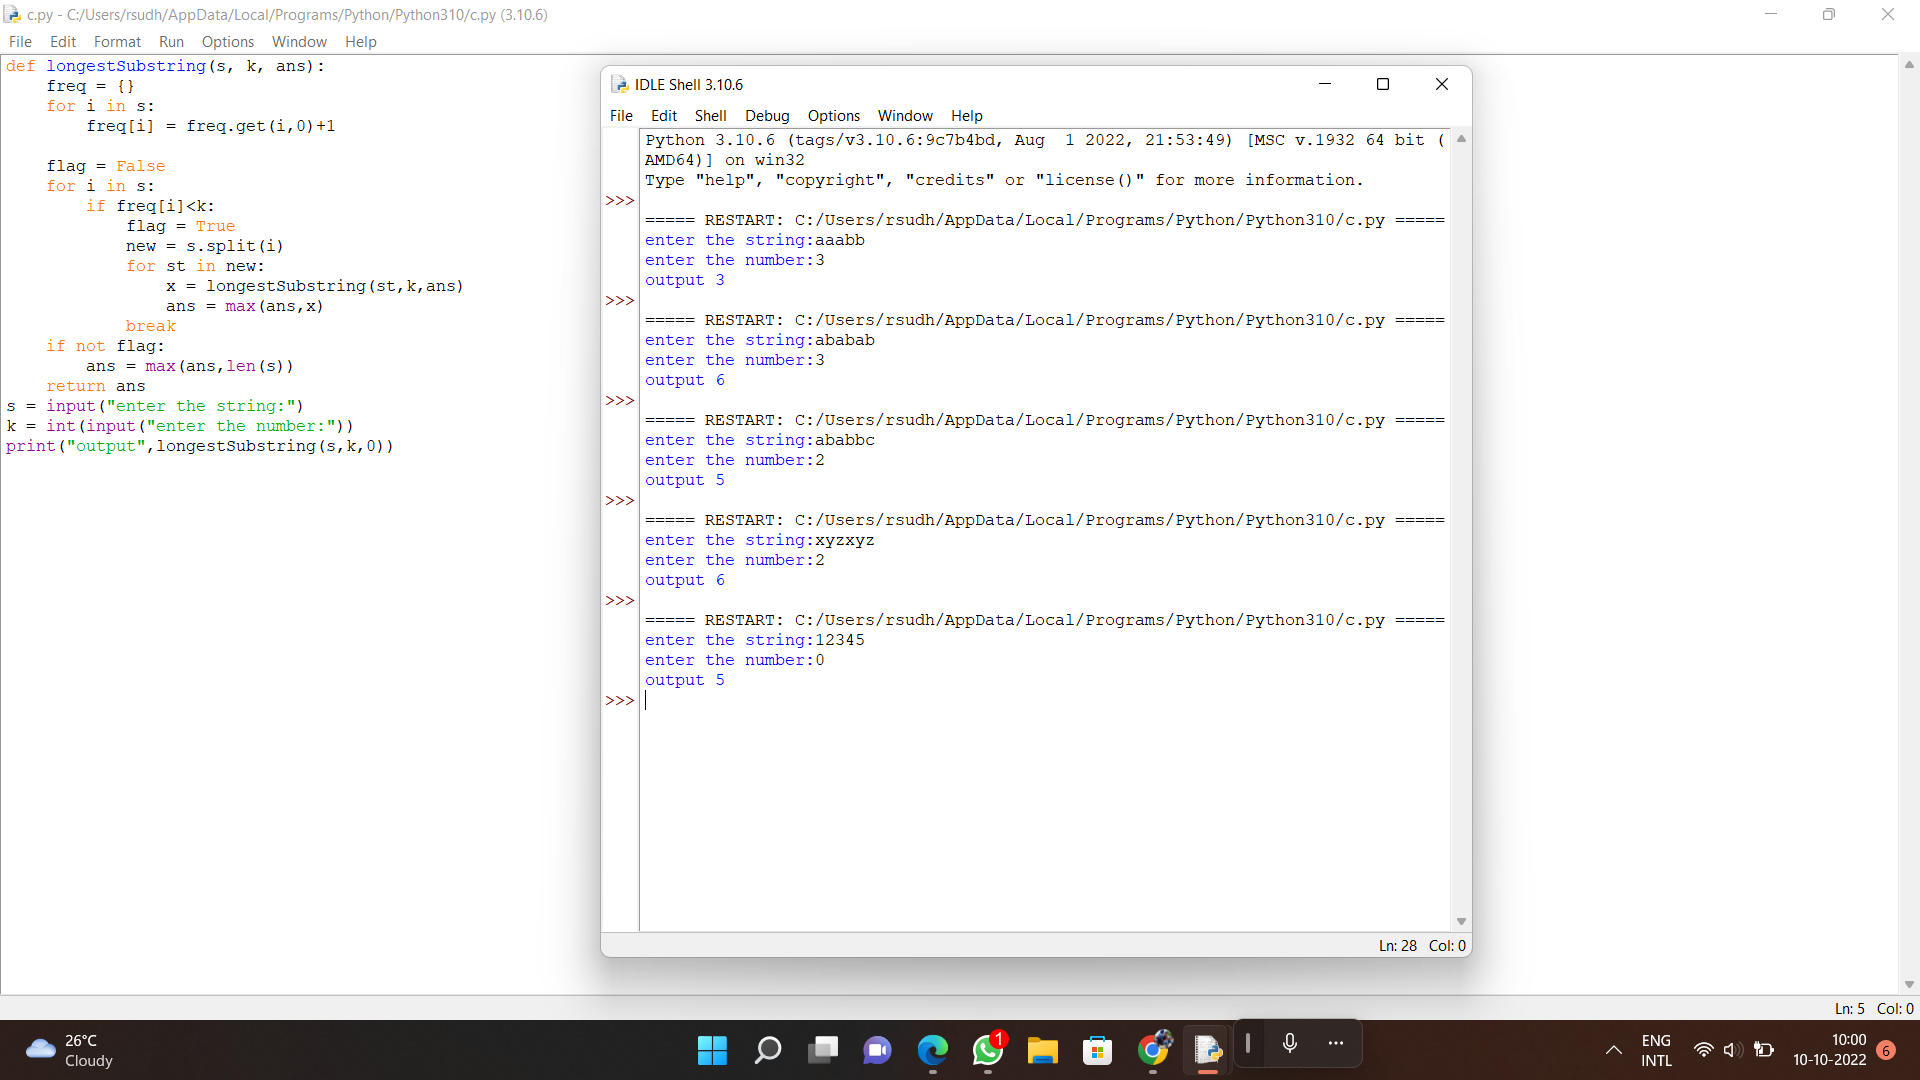 c.py - C:/Users/rsudh/AppData/Local/Programs/Python/Python310/c.py (3.10.6)
File Edit Format Run Options Window Help
def longestSubstring(s, k, ans):
    freq = {}
    for i in s:
        freq[i] = freq.get(i,0)+1
    flag = False
    for i in s:
        if freq[i]<k:
            flag = True
            new = s.split(i)
            for st in new:
                x = longestSubstring(st,k,ans)
                ans = max(ans,x)
            break
    if not flag:
        ans = max(ans,len(s))
    return ans
s = input("enter the string:")
k = int(input("enter the number:"))
print("output",longestSubstring(s,k,0))
IDLE Shell 3.10.6
File Edit Shell Debug Options Window Help
Python 3.10.6 (tags/v3.10.6:9c7b4bd, Aug  1 2022, 21:53:49) [MSC v.1932 64 bit (
AMD64)] on win32
Type "help", "copyright", "credits" or "license()" for more information.
>>>
===== RESTART: C:/Users/rsudh/AppData/Local/Programs/Python/Python310/c.py =====
enter the string:aaabb
enter the number:3
output 3
>>>
===== RESTART: C:/Users/rsudh/AppData/Local/Programs/Python/Python310/c.py =====
enter the string:ababab
enter the number:3
output 6
>>>
===== RESTART: C:/Users/rsudh/AppData/Local/Programs/Python/Python310/c.py =====
enter the string:ababbc
enter the number:2
output 5
>>>
===== RESTART: C:/Users/rsudh/AppData/Local/Programs/Python/Python310/c.py =====
enter the string:xyzxyz
enter the number:2
output 6
>>>
===== RESTART: C:/Users/rsudh/AppData/Local/Programs/Python/Python310/c.py =====
enter the string:12345
enter the number:0
output 5
>>>
Ln: 28 Col: 0
Ln: 5 Col: 0
26°C
Cloudy
1
ENG
INTL
10:00
10-10-2022
6